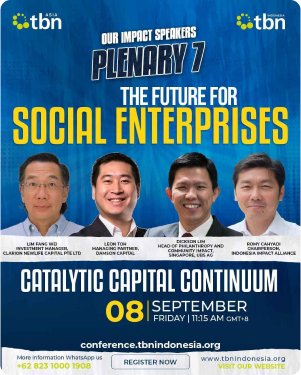 tbn ASIA
tbn INDONESIA
OUR IMPACT SPEAKERS
PLENARY 7
THE FUTURE FOR
SOCIAL ENTERPRISES
LIM FANG WEI
INVESTMENT MANAGER,
CLARION NEWLIFE CAPITAL PTE LTD
LEON TOH
MANAGING PARTNER,
DAMSON CAPITAL
DICKSON LIM
HEAD OF PHILANTHROPY AND
COMMUNITY IMPACT,
SINGAPORE, UBS AG
ROMY CAHYADI
CHAIRPERSON,
INDONESIA IMPACT ALLIANCE
CATALYTIC CAPITAL CONTINUUM
08 SEPTEMBER
FRIDAY | 11:15 AM GMT+8
conference.tbnindonesia.org
More Information WhatsApp us
+62 823 1000 1908
REGISTER NOW
www.tbnindonesia.org
VISIT OUR WEBSITE